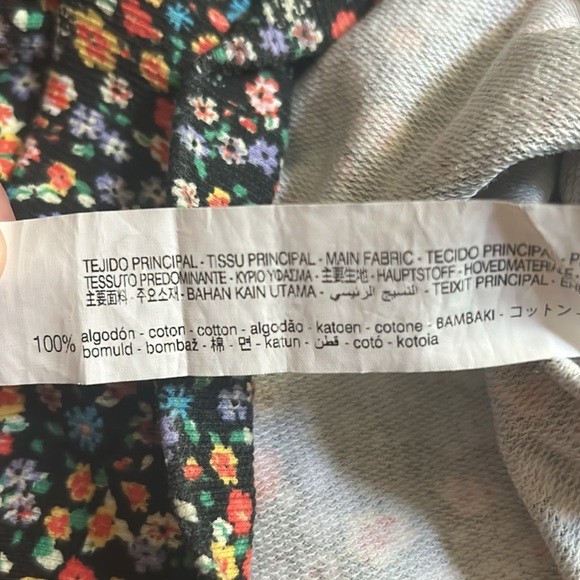 TEJIDO PRINCIPAL - TISSU PRINCIPAL - MAIN FABRIC - TECIDO PRINCIPAL
TESSUTO PREDOMINANTE - ΚΥΡΙΟ ΥΦΑΣΜΑ - 主要生地 - HAUPTSTOFF - HOVEDMATERIALE
主要面料 - 주요소재 - BAHAN KAIN UTAMA - النسيج الرئيسي - TEIXIT PRINCIPAL -
100% algodón - coton - cotton - algodão - katoen - cotone - BAMBAKI - コットン -
bomuld - bombaž - 棉 - 면 - katun - قطن - cotó - kotoia